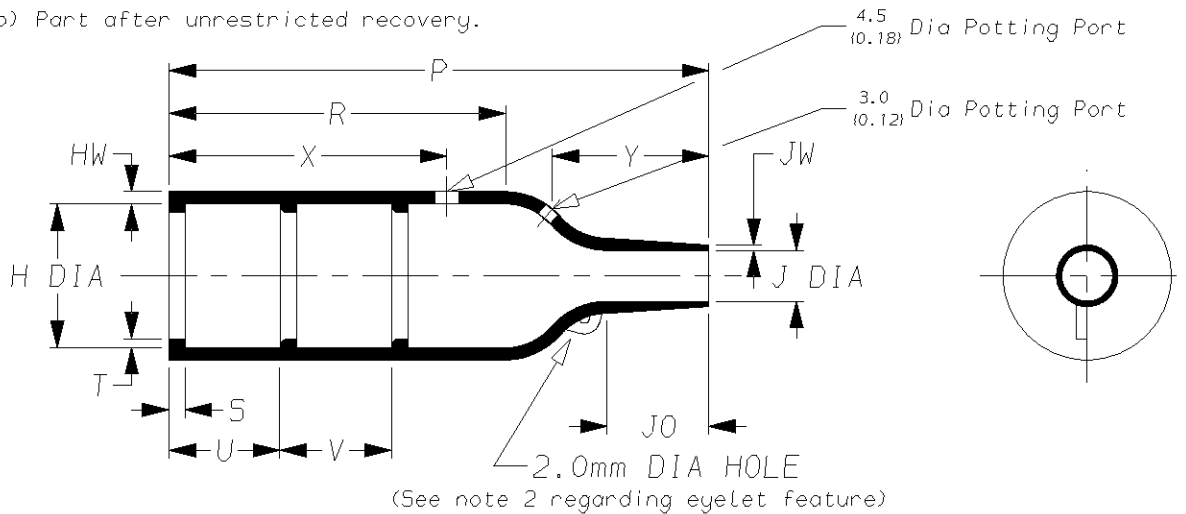 b) Part after unrestricted recovery.
4.5
{0.18} Dia Potting Port
P
3.0
{0.12} Dia Potting Port
R
HW
X
Y
JW
H DIA
J DIA
T
S
JO
U
V
2.0mm DIA HOLE
(See note 2 regarding eyelet feature)